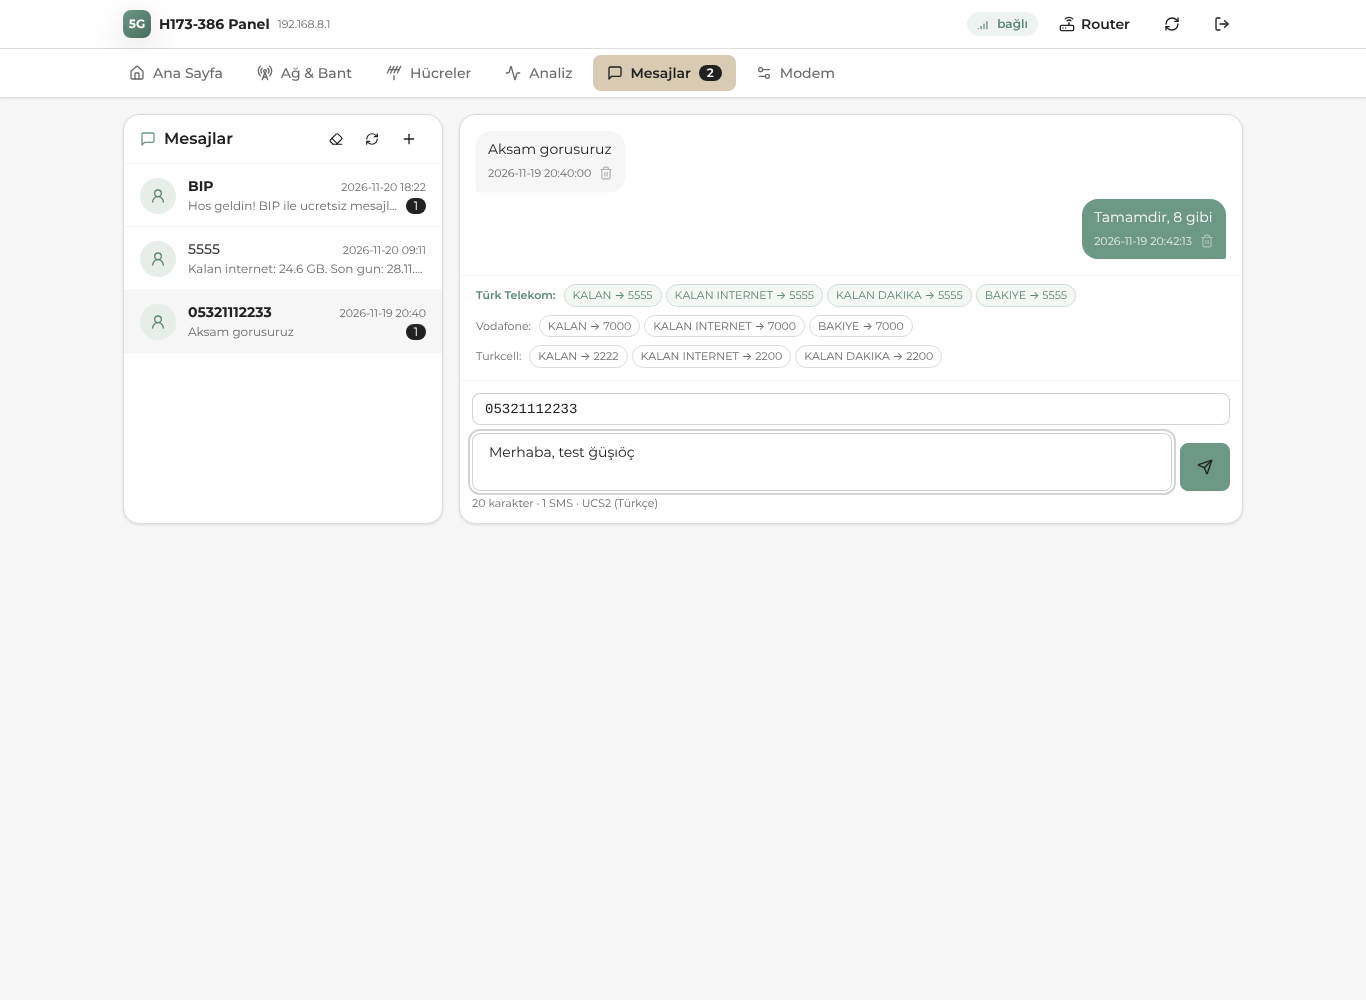 5G H173-386 Panel 192.168.8.1 bağlı Router
Ana Sayfa Ağ & Bant Hücreler Analiz Mesajlar 2 Modem
Mesajlar
BIP 2026-11-20 18:22
Hos geldin! BIP ile ucretsiz mesajl... 1
5555 2026-11-20 09:11
Kalan internet: 24.6 GB. Son gun: 28.11....
05321112233 2026-11-19 20:40
Aksam gorusuruz 1
Aksam gorusuruz
2026-11-19 20:40:00
Tamamdir, 8 gibi
2026-11-19 20:42:13
Türk Telekom: KALAN → 5555 KALAN INTERNET → 5555 KALAN DAKIKA → 5555 BAKIYE → 5555
Vodafone: KALAN → 7000 KALAN INTERNET → 7000 BAKIYE → 7000
Turkcell: KALAN → 2222 KALAN INTERNET → 2200 KALAN DAKIKA → 2200
05321112233
Merhaba, test ğüşıöç
20 karakter · 1 SMS · UCS2 (Türkçe)